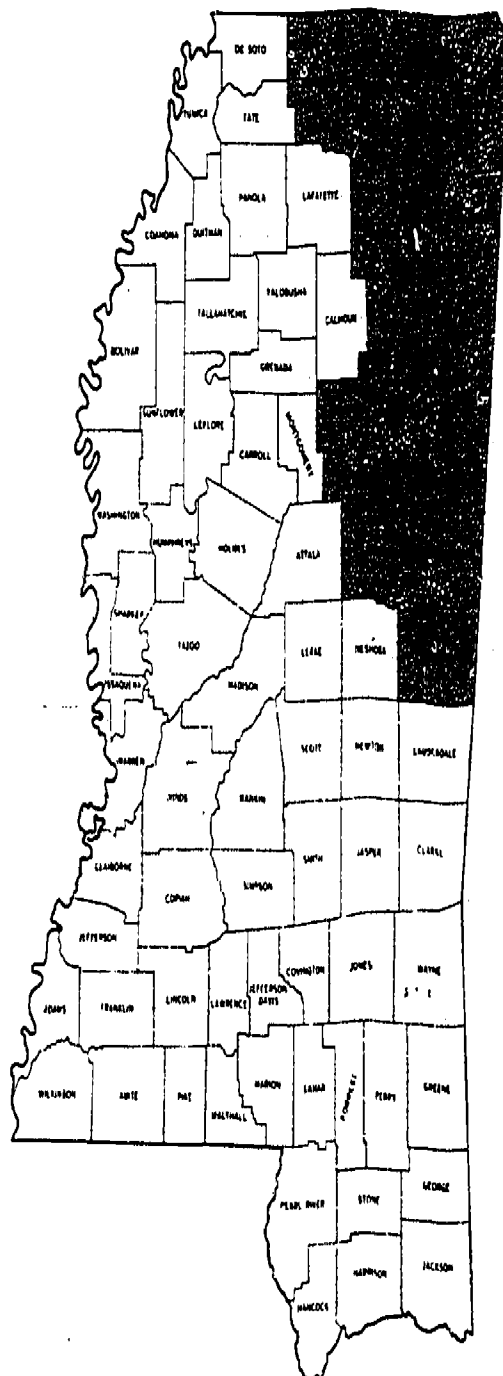 DE SOTO
TUNICA
TATE
PANOLA
LAFAYETTE
COAHOMA
QUITMAN
YALOBUSHA
TALLAHATCHIE
CALHOUN
BOLIVAR
GRENADA
SUNFLOWER
LEFLORE
CARROLL
MONTGOMERY
WASHINGTON
HUMPHREYS
HOLMES
ATTALA
SHARKEY
YAZOO
LEAKE
NESHOBA
ISSAQUENA
MADISON
SCOTT
NEWTON
LAUDERDALE
WARREN
HINDS
RANKIN
CLAIBORNE
COPIAH
SIMPSON
SMITH
JASPER
CLARKE
JEFFERSON
ADAMS
FRANKLIN
LINCOLN
LAWRENCE
JEFFERSON
DAVIS
COVINGTON
JONES
WAYNE
WILKINSON
AMITE
PIKE
WALTHALL
MARION
LAMAR
FORREST
PERRY
GREENE
PEARL RIVER
STONE
GEORGE
HANCOCK
HARRISON
JACKSON